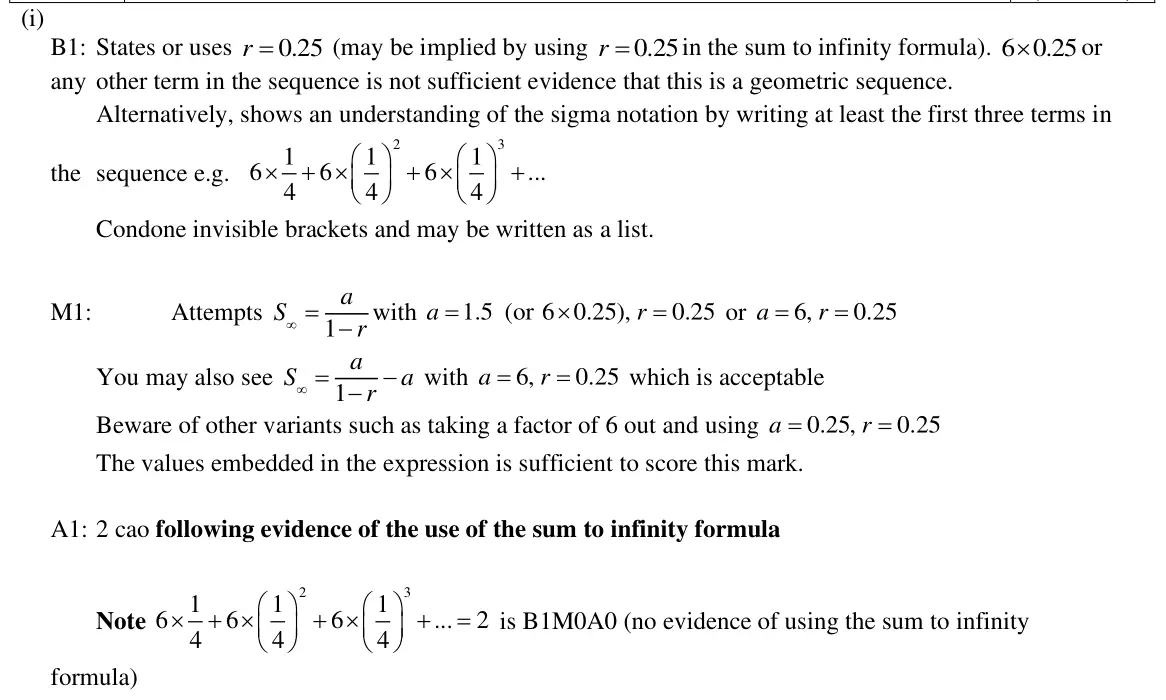 (i)
B1: States or uses r = 0.25 (may be implied by using r = 0.25 in the sum to infinity formula). 6×0.25 or
any other term in the sequence is not sufficient evidence that this is a geometric sequence.
Alternatively, shows an understanding of the sigma notation by writing at least the first three terms in
the sequence e.g. 6×1/4+6×(1/4)²+6×(1/4)³+...
Condone invisible brackets and may be written as a list.
M1: Attempts S∞ = a/(1−r) with a = 1.5 (or 6×0.25), r = 0.25 or a = 6, r = 0.25
You may also see S∞ = a/(1−r) − a with a = 6, r = 0.25 which is acceptable
Beware of other variants such as taking a factor of 6 out and using a = 0.25, r = 0.25
The values embedded in the expression is sufficient to score this mark.
A1: 2 cao following evidence of the use of the sum to infinity formula
Note 6×1/4+6×(1/4)²+6×(1/4)³+...= 2 is B1M0A0 (no evidence of using the sum to infinity
formula)